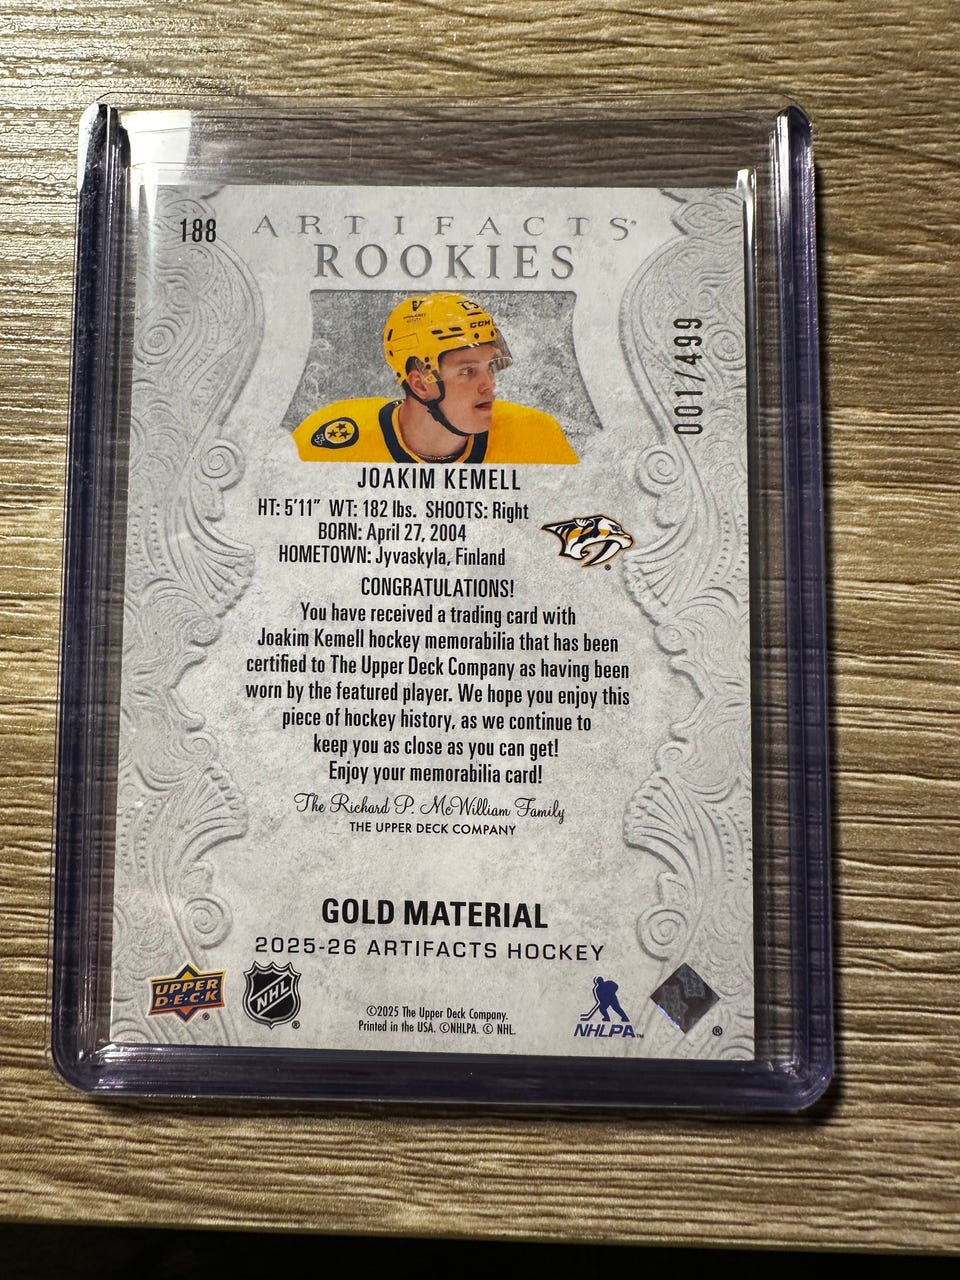 188
ARTIFACTS®
ROOKIES
001/499
CCM
JOAKIM KEMELL
HT: 5'11" WT: 182 lbs. SHOOTS: Right
BORN: April 27, 2004
HOMETOWN: Jyvaskyla, Finland
CONGRATULATIONS!
You have received a trading card with
Joakim Kemell hockey memorabilia that has been
certified to The Upper Deck Company as having been
worn by the featured player. We hope you enjoy this
piece of hockey history, as we continue to
keep you as close as you can get!
Enjoy your memorabilia card!
The Richard P. McWilliam Family
THE UPPER DECK COMPANY
GOLD MATERIAL
2025-26 ARTIFACTS HOCKEY
UPPER
D·E·C·K ®
NHL ®
©2025 The Upper Deck Company.
Printed in the USA. ©NHLPA. © NHL.
NHLPA™
®